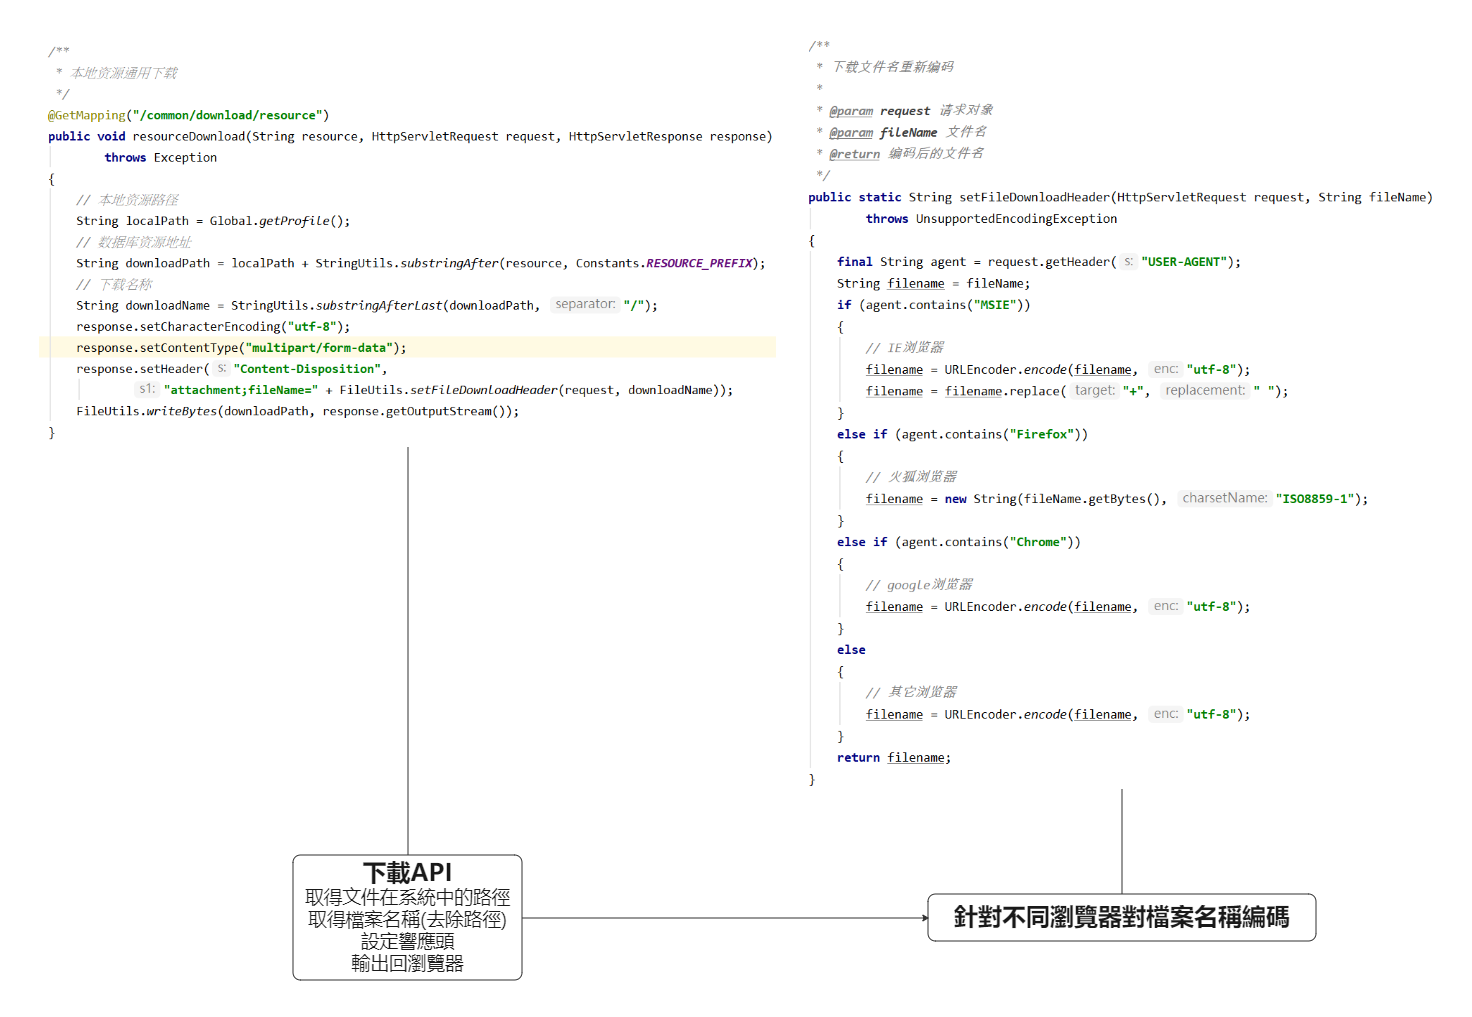 /**
 * 本地资源通用下载
 */
@GetMapping("/common/download/resource")
public void resourceDownload(String resource, HttpServletRequest request, HttpServletResponse response)
        throws Exception
{
    // 本地资源路径
    String localPath = Global.getProfile();
    // 数据库资源地址
    String downloadPath = localPath + StringUtils.substringAfter(resource, Constants.RESOURCE_PREFIX);
    // 下载名称
    String downloadName = StringUtils.substringAfterLast(downloadPath, separator: "/");
    response.setCharacterEncoding("utf-8");
    response.setContentType("multipart/form-data");
    response.setHeader( s: "Content-Disposition",
            s1: "attachment;fileName=" + FileUtils.setFileDownloadHeader(request, downloadName));
    FileUtils.writeBytes(downloadPath, response.getOutputStream());
}
/**
 * 下载文件名重新编码
 *
 * @param request 请求对象
 * @param fileName 文件名
 * @return 编码后的文件名
 */
public static String setFileDownloadHeader(HttpServletRequest request, String fileName)
        throws UnsupportedEncodingException
{
    final String agent = request.getHeader( s: "USER-AGENT");
    String filename = fileName;
    if (agent.contains("MSIE"))
    {
        // IE浏览器
        filename = URLEncoder.encode(filename, enc: "utf-8");
        filename = filename.replace( target: "+", replacement: " ");
    }
    else if (agent.contains("Firefox"))
    {
        // 火狐浏览器
        filename = new String(fileName.getBytes(), charsetName: "ISO8859-1");
    }
    else if (agent.contains("Chrome"))
    {
        // google浏览器
        filename = URLEncoder.encode(filename, enc: "utf-8");
    }
    else
    {
        // 其它浏览器
        filename = URLEncoder.encode(filename, enc: "utf-8");
    }
    return filename;
}
下載API
取得文件在系統中的路徑
取得檔案名稱(去除路徑)
設定響應頭
輸出回瀏覽器
針對不同瀏覽器對檔案名稱編碼